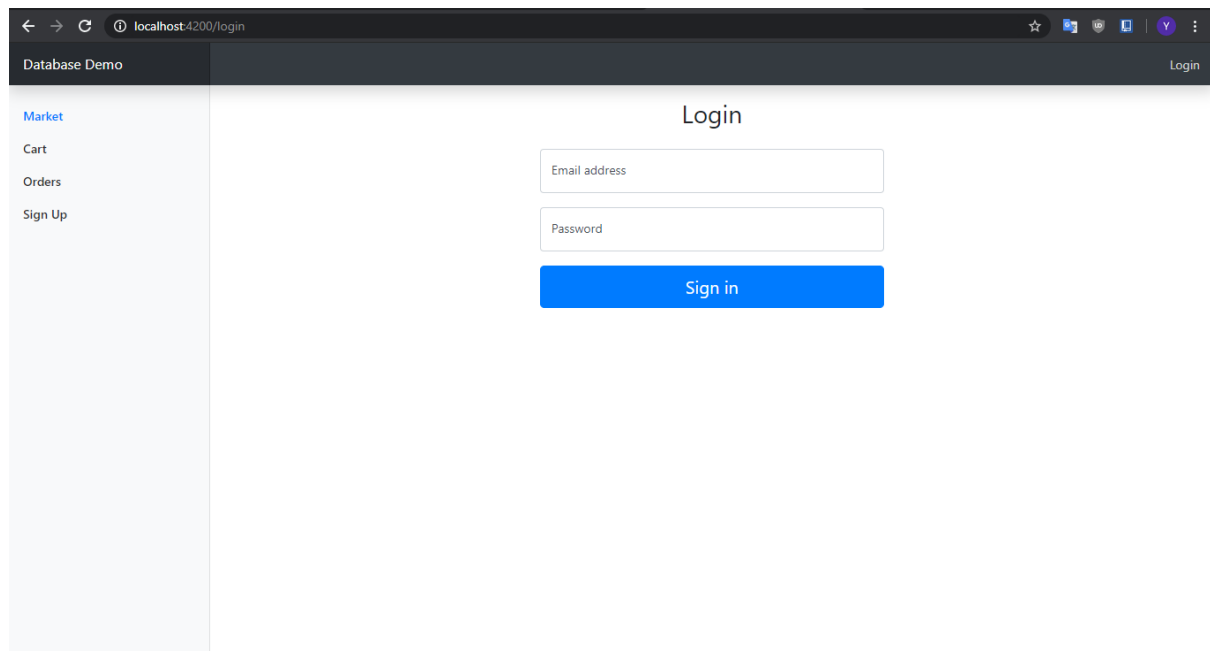 localhost:4200/login
Database Demo
Login
Market
Cart
Orders
Sign Up
Login
Email address
Password
Sign in
Y